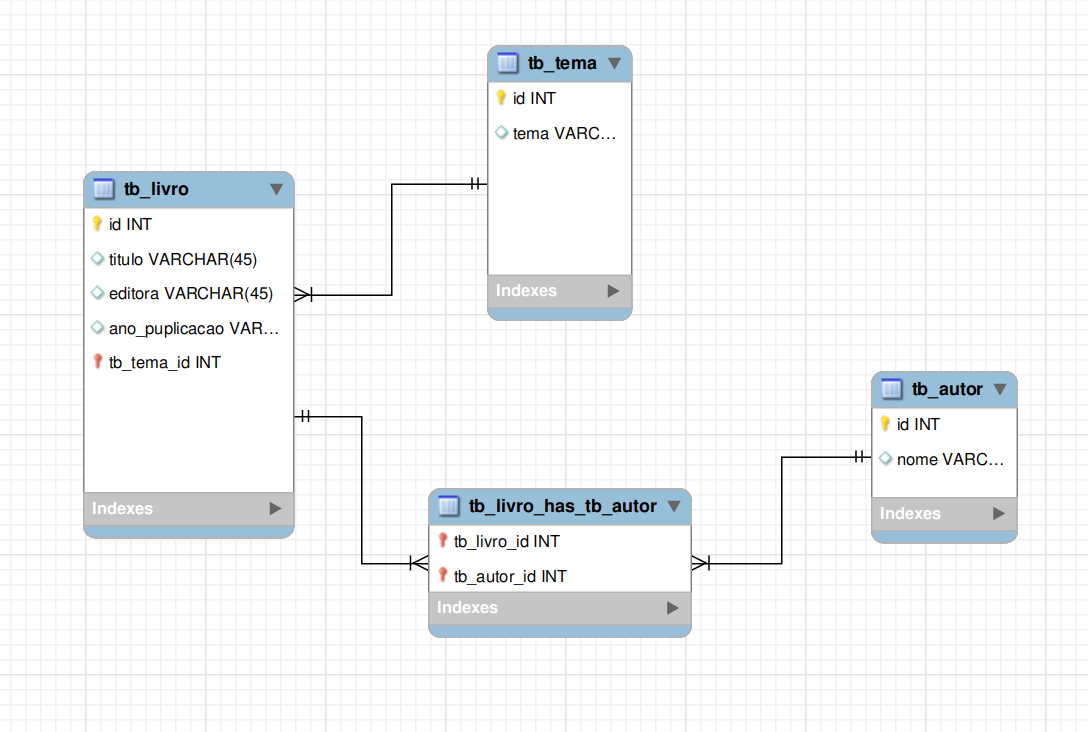 tb_tema
id INT
tema VARC...
Indexes
tb_livro
id INT
titulo VARCHAR(45)
editora VARCHAR(45)
ano_puplicacao VAR...
tb_tema_id INT
Indexes
tb_autor
id INT
nome VARC...
Indexes
tb_livro_has_tb_autor
tb_livro_id INT
tb_autor_id INT
Indexes